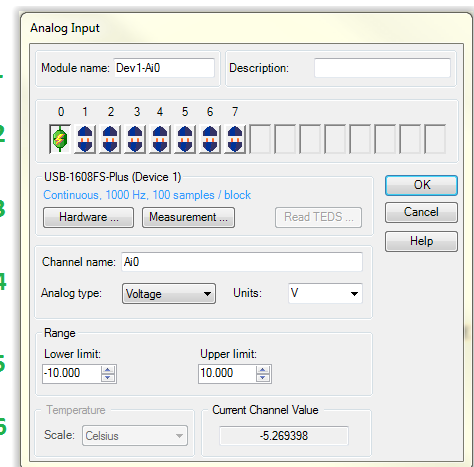 Analog Input
Module name: Dev1-Ai0 Description:
0 1 2 3 4 5 6 7
2
USB-1608FS-Plus (Device 1)
Continuous, 1000 Hz, 100 samples / block
OK
3
Hardware ... Measurement ... Read TEDS ...
Cancel
Help
Channel name: Ai0
4
Analog type: Voltage Units: V
Range
Lower limit: Upper limit:
5
-10.000 10.000
Temperature Current Channel Value
6
Scale: Celsius -5.269398